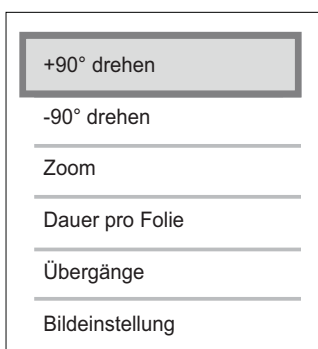 +90° drehen
-90° drehen
Zoom
Dauer pro Folie
Übergänge
Bildeinstellung